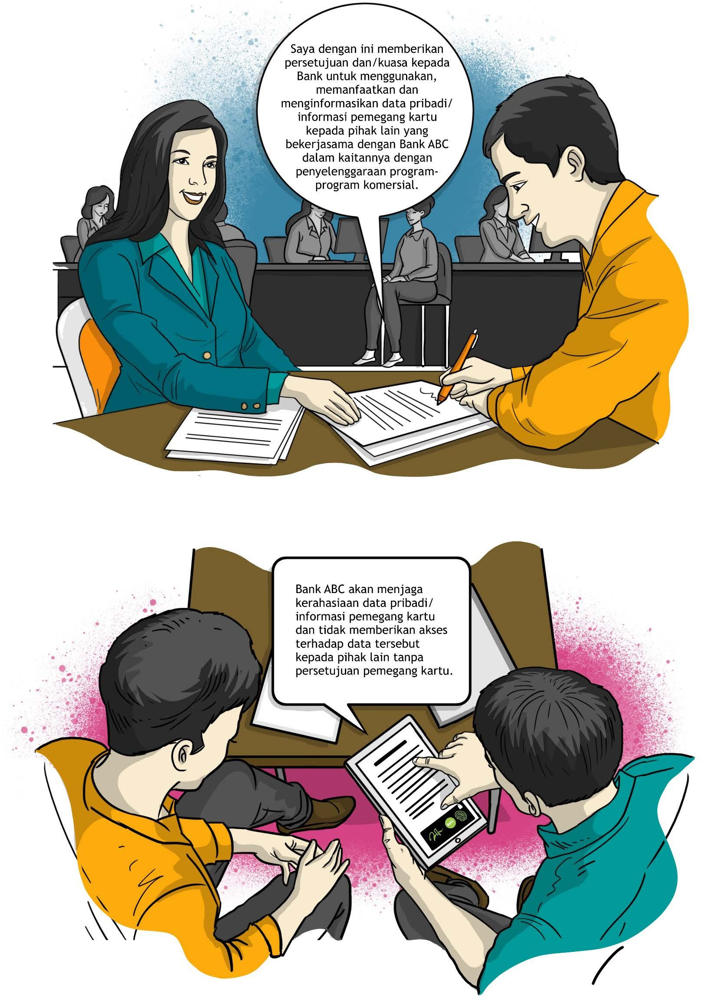 Saya dengan ini memberikan
persetujuan dan/kuasa kepada
Bank untuk menggunakan,
memanfaatkan dan
menginformasikan data pribadi/
informasi pemegang kartu
kepada pihak lain yang
bekerjasama dengan Bank ABC
dalam kaitannya dengan
penyelenggaraan program-
program komersial.
Bank ABC akan menjaga
kerahasiaan data pribadi/
informasi pemegang kartu
dan tidak memberikan akses
terhadap data tersebut
kepada pihak lain tanpa
persetujuan pemegang kartu.
SEAL